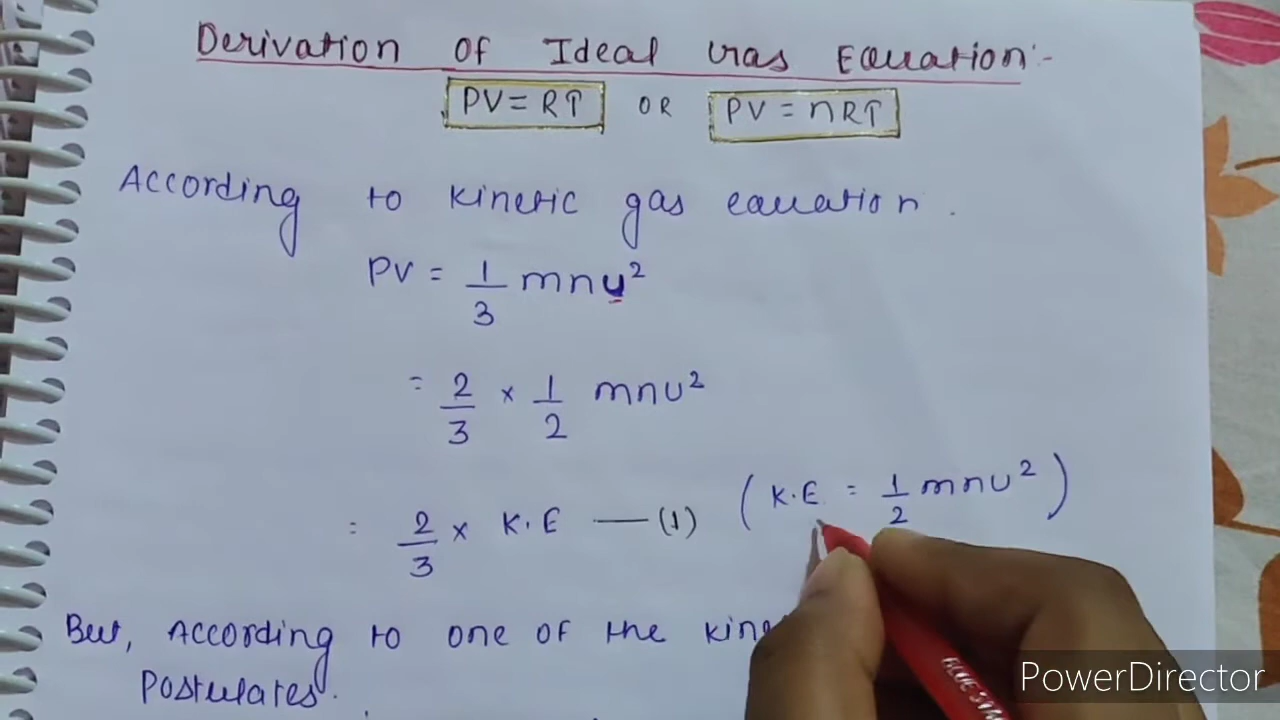 Derivation of Ideal Gas Equation:-
PV = RT OR PV = nRT
According to kinetic gas equation.
PV = 1/3 mnu²
= 2/3 × 1/2 mnu²
= 2/3 × K.E —(1) (K.E = 1/2 mnu²)
But, According to one of the
Postulates.
PowerDirector